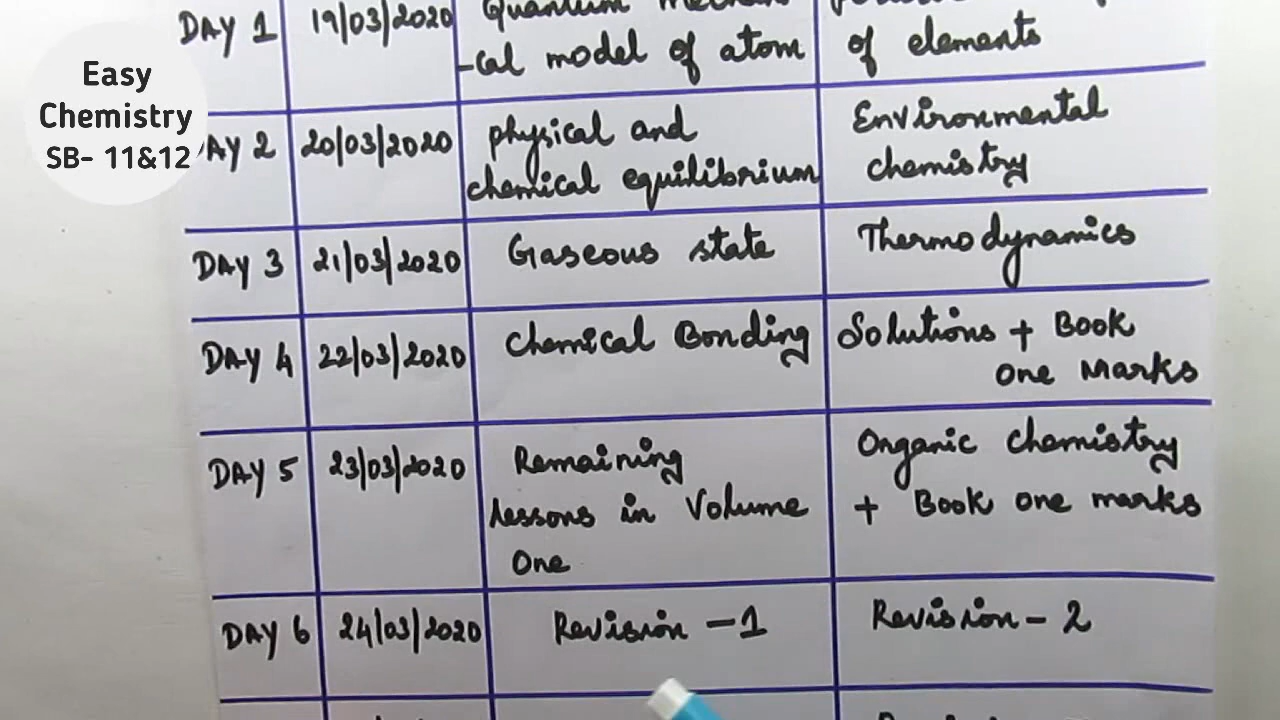 Easy
Chemistry
SB- 11&12
DAY 1 19/03/2020 Quantum Mechani
-cal model of atom of elements
AY 2 20/03/2020 physical and Environmental
chemical equilibrium chemistry
DAY 3 21/03/2020 Gaseous state Thermodynamics
DAY 4 22/03/2020 Chemical Bonding Solutions + Book
One Marks
DAY 5 23/03/2020 Remaining Organic chemistry
lessons in Volume + Book one marks
One
DAY 6 24/03/2020 Revision -1 Revision - 2